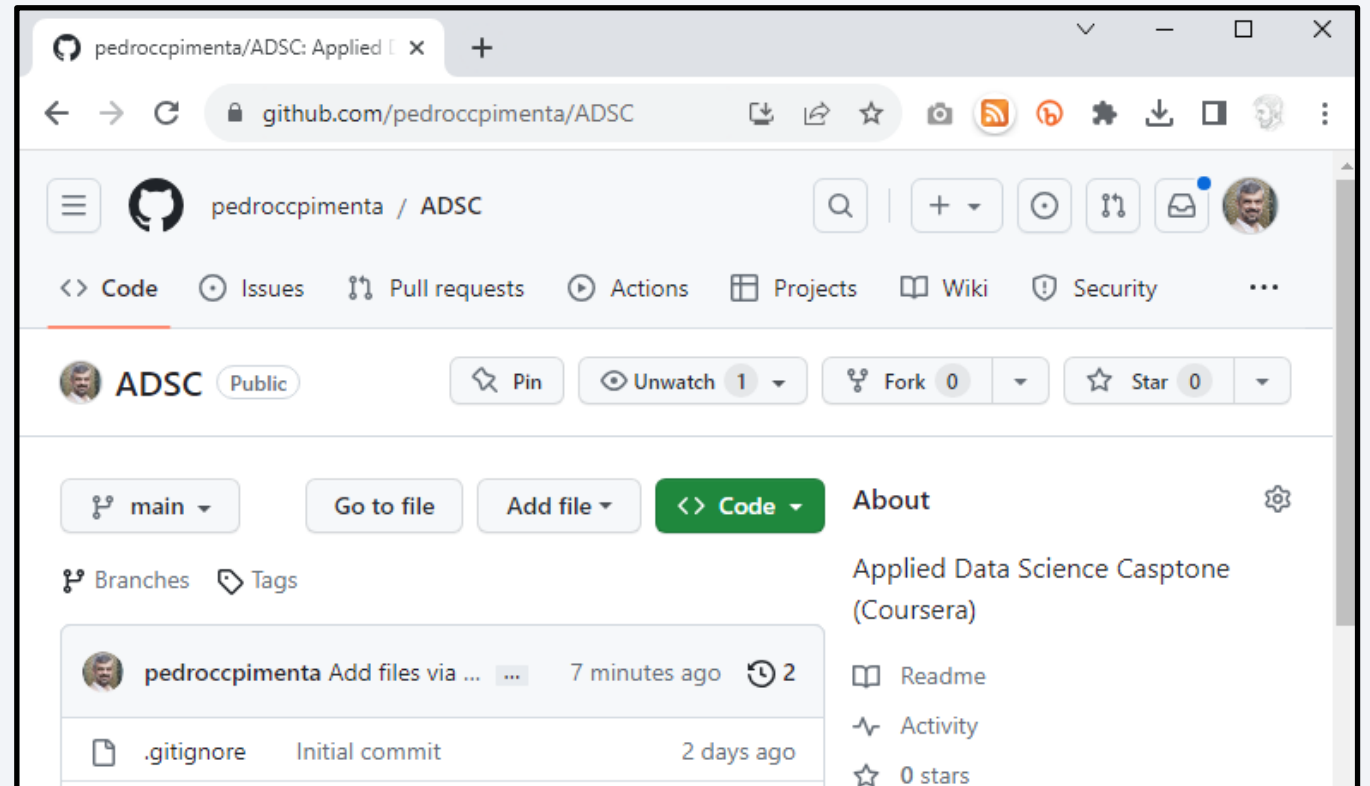 pedroccpimenta/ADSC: Applied
github.com/pedroccpimenta/ADSC
pedroccpimenta / ADSC
Code Issues Pull requests Actions Projects Wiki Security ...
ADSC Public Pin Unwatch 1 Fork 0 Star 0
main Go to file Add file <> Code
Branches Tags
pedroccpimenta Add files via ... ... 7 minutes ago 2
.gitignore Initial commit 2 days ago
About
Applied Data Science Casptone
(Coursera)
Readme
Activity
0 stars